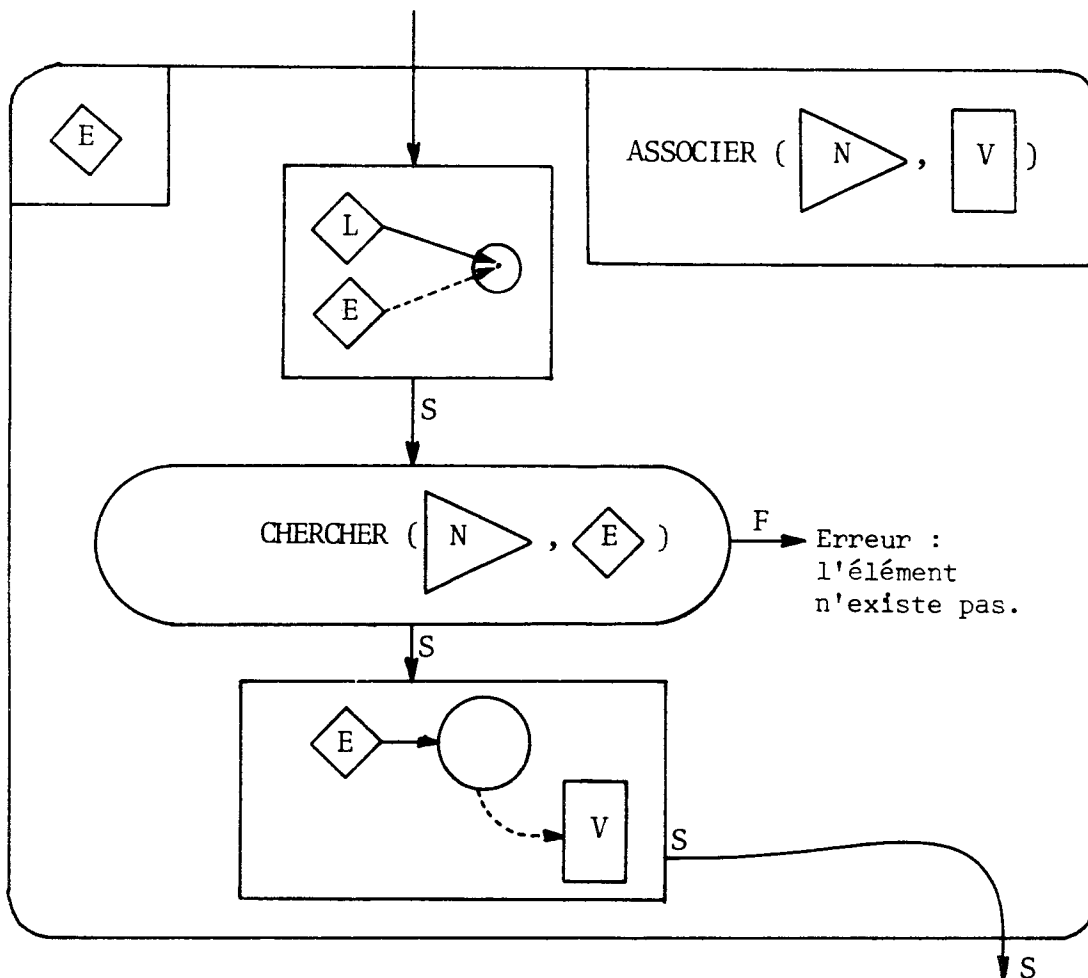 E
ASSOCIER ( N , V )
L
E
S
CHERCHER ( N , E )
F
Erreur :
l'élément
n'existe pas.
S
E
V
S
S